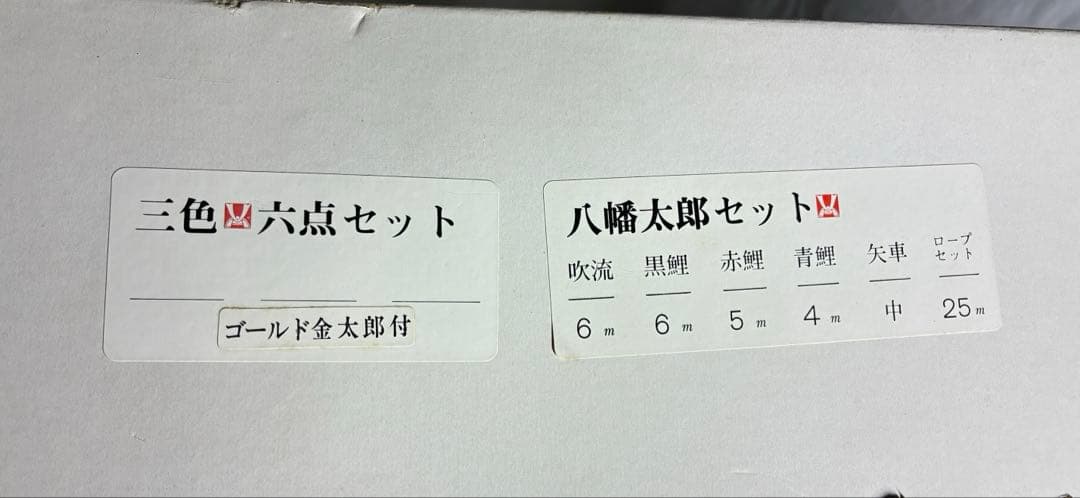 三色 六点セット
ゴールド金太郎付
八幡太郎セット
吹流 黒鯉 赤鯉 青鯉 矢車 ロープセット
6m 6m 5m 4m 中 25m